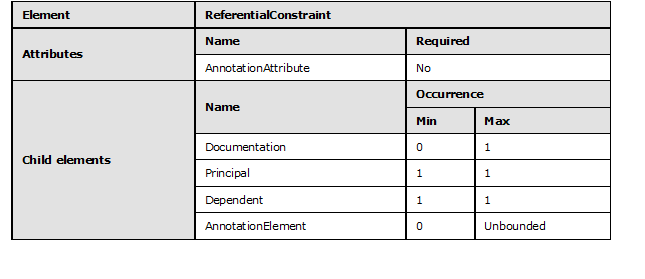 Element ReferentialConstraint
Attributes
Name Required
AnnotationAttribute No
Child elements
Name
Occurrence
Min Max
Documentation 0 1
Principal 1 1
Dependent 1 1
AnnotationElement 0 Unbounded